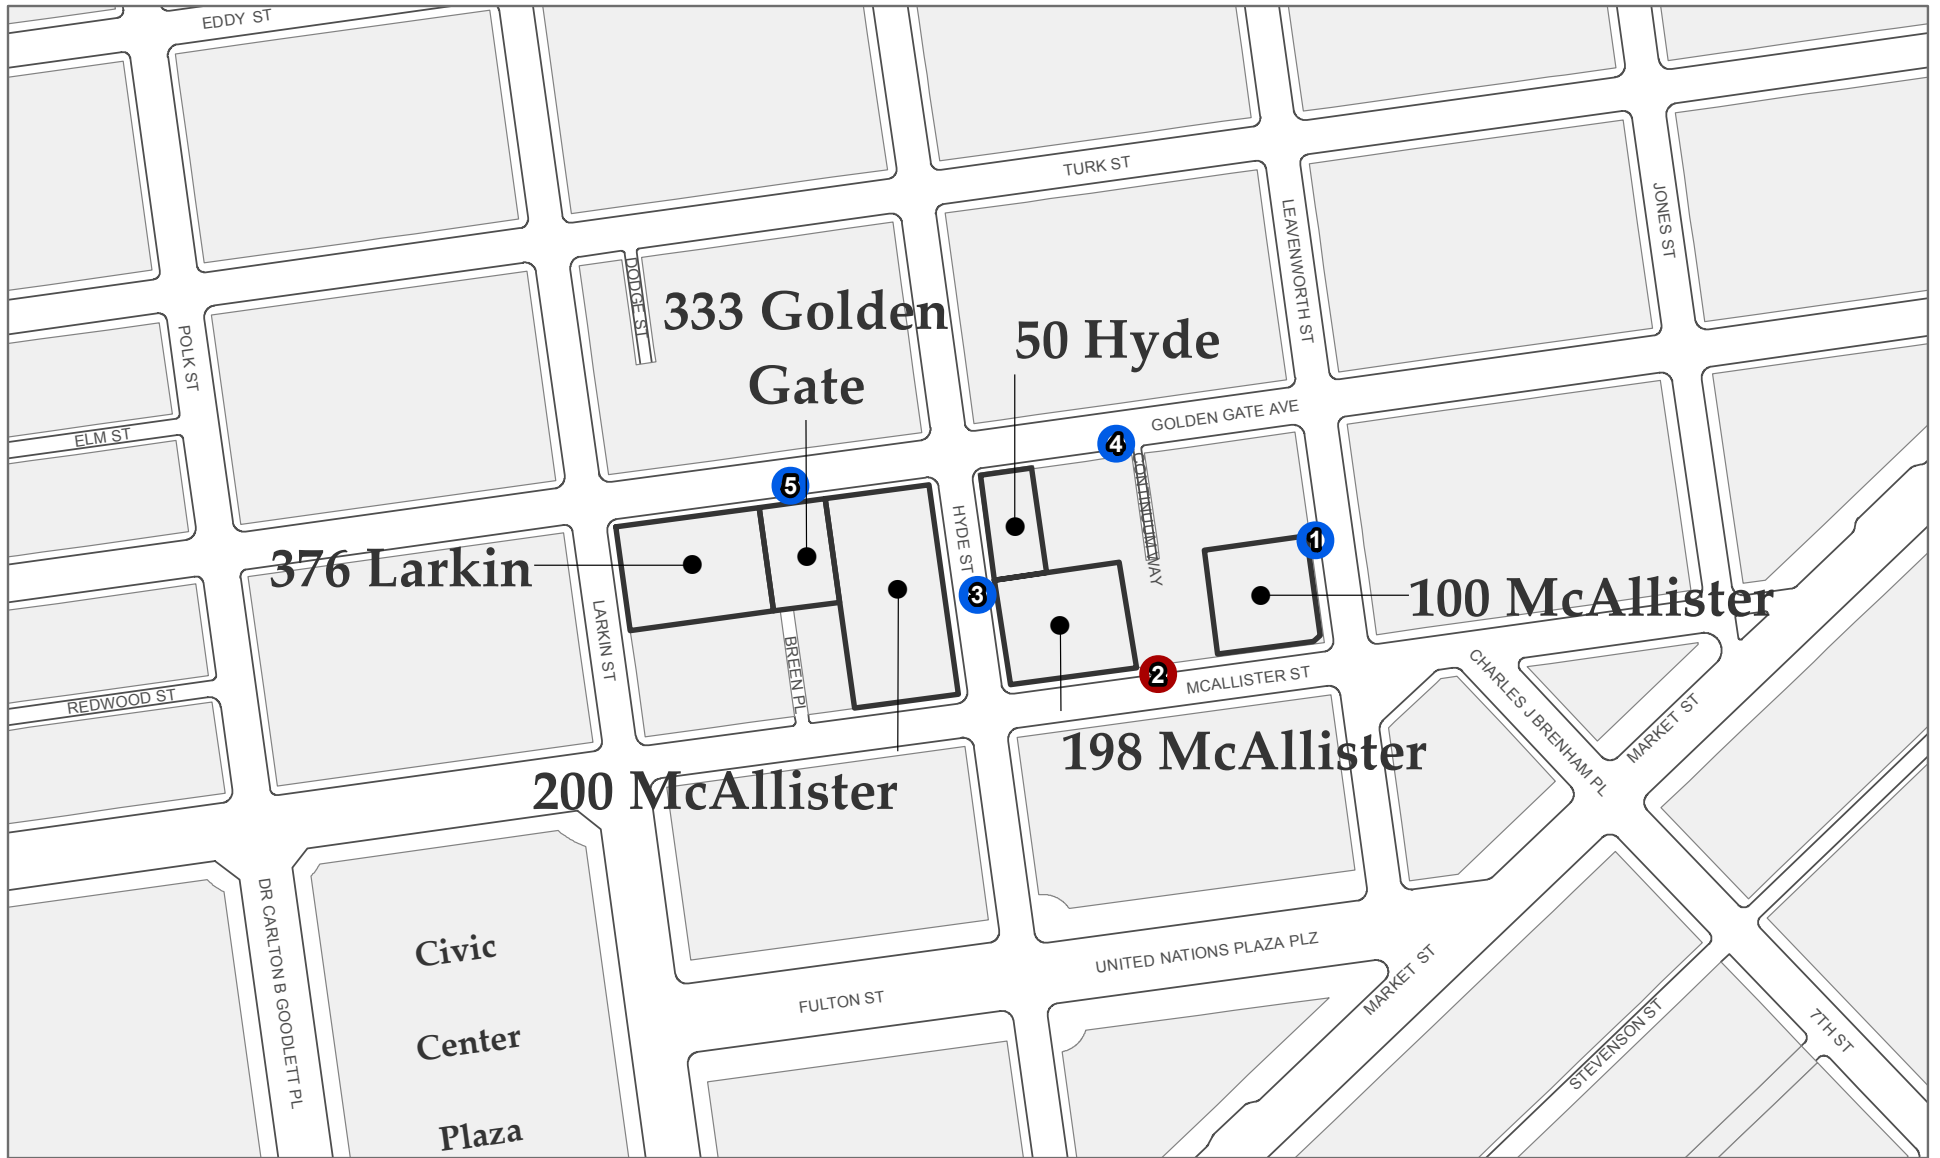 EDDY ST
TURK ST
LEAVENWORTH ST
JONES ST
DODGE ST
333 Golden
Gate
50 Hyde
POLK ST
GOLDEN GATE AVE
ELM ST
4
CONTINUUM WAY
5
HYDE ST
1
376 Larkin
3
100 McAllister
LARKIN ST
BREEN PL
2
MCALLISTER ST
CHARLES J BRENHAM PL
MARKET ST
REDWOOD ST
198 McAllister
200 McAllister
DR CARLTON B GOODLETT PL
Civic
Center
Plaza
UNITED NATIONS PLAZA PLZ
FULTON ST
MARKET ST
STEVENSON ST
7TH ST